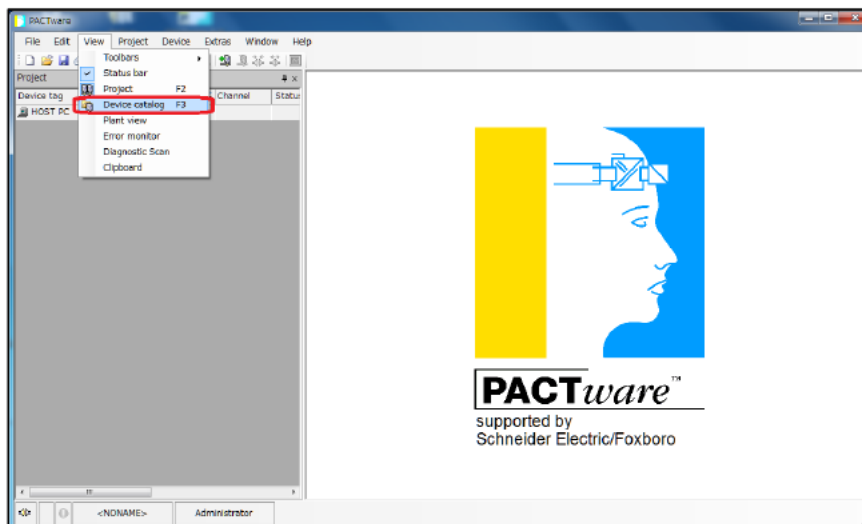 PACTware
File Edit View Project Device Extras Window Help
Toolbars
Status bar
Project F2
Device catalog F3
Plant view
Error monitor
Diagnostic Scan
Clipboard
Project
Device tag
Channel
Status
HOST PC
PACTware™
supported by
Schneider Electric/Foxboro
<NONAME>
Administrator